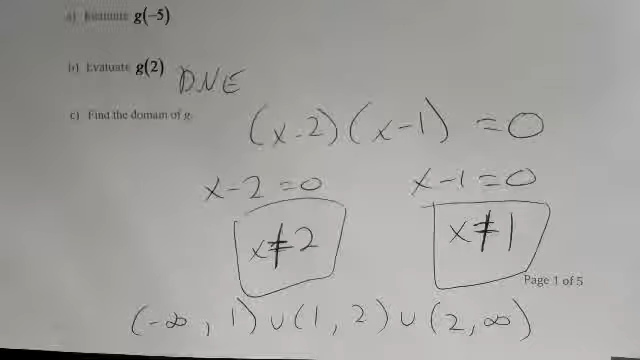 a) Evaluate g(-5)
b) Evaluate g(2) DNE
c) Find the domain of g.
(x-2)(x-1) =0
x-2=0 x-1=0
x≠2 x≠1
Page 1 of 5
(-∞, 1)∪(1, 2)∪(2, ∞)